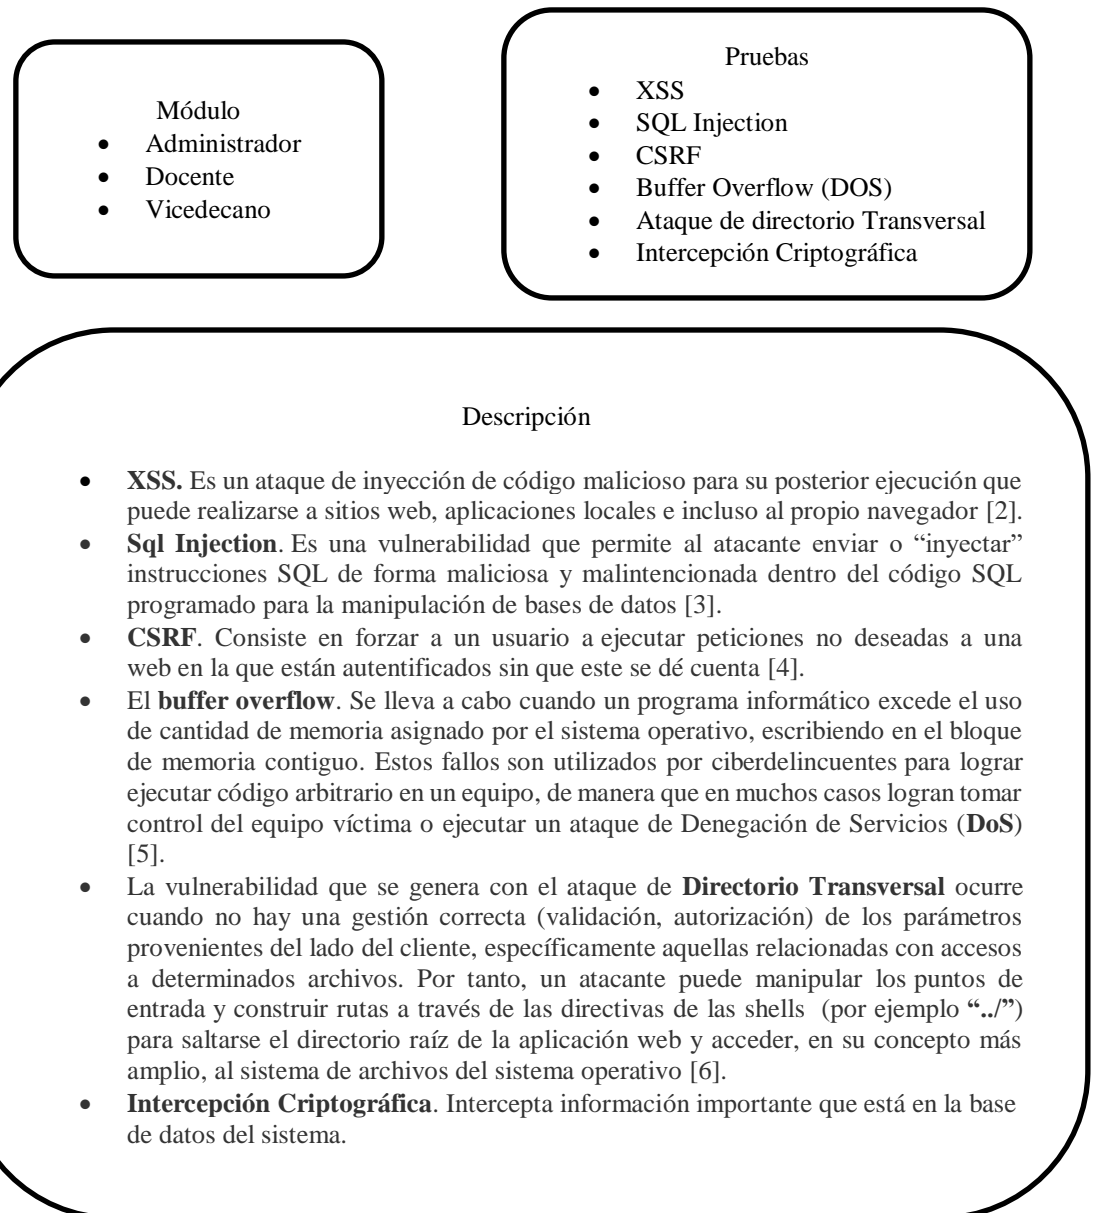 Módulo
• Administrador
• Docente
• Vicedecano
Pruebas
• XSS
• SQL Injection
• CSRF
• Buffer Overflow (DOS)
• Ataque de directorio Transversal
• Intercepción Criptográfica
Descripción
• XSS. Es un ataque de inyección de código malicioso para su posterior ejecución que
puede realizarse a sitios web, aplicaciones locales e incluso al propio navegador [2].
• Sql Injection. Es una vulnerabilidad que permite al atacante enviar o “inyectar”
instrucciones SQL de forma maliciosa y malintencionada dentro del código SQL
programado para la manipulación de bases de datos [3].
• CSRF. Consiste en forzar a un usuario a ejecutar peticiones no deseadas a una
web en la que están autentificados sin que este se dé cuenta [4].
• El buffer overflow. Se lleva a cabo cuando un programa informático excede el uso
de cantidad de memoria asignado por el sistema operativo, escribiendo en el bloque
de memoria contiguo. Estos fallos son utilizados por ciberdelincuentes para lograr
ejecutar código arbitrario en un equipo, de manera que en muchos casos logran tomar
control del equipo víctima o ejecutar un ataque de Denegación de Servicios (DoS)
[5].
• La vulnerabilidad que se genera con el ataque de Directorio Transversal ocurre
cuando no hay una gestión correcta (validación, autorización) de los parámetros
provenientes del lado del cliente, específicamente aquellas relacionadas con accesos
a determinados archivos. Por tanto, un atacante puede manipular los puntos de
entrada y construir rutas a través de las directivas de las shells (por ejemplo “../”)
para saltarse el directorio raíz de la aplicación web y acceder, en su concepto más
amplio, al sistema de archivos del sistema operativo [6].
• Intercepción Criptográfica. Intercepta información importante que está en la base
de datos del sistema.